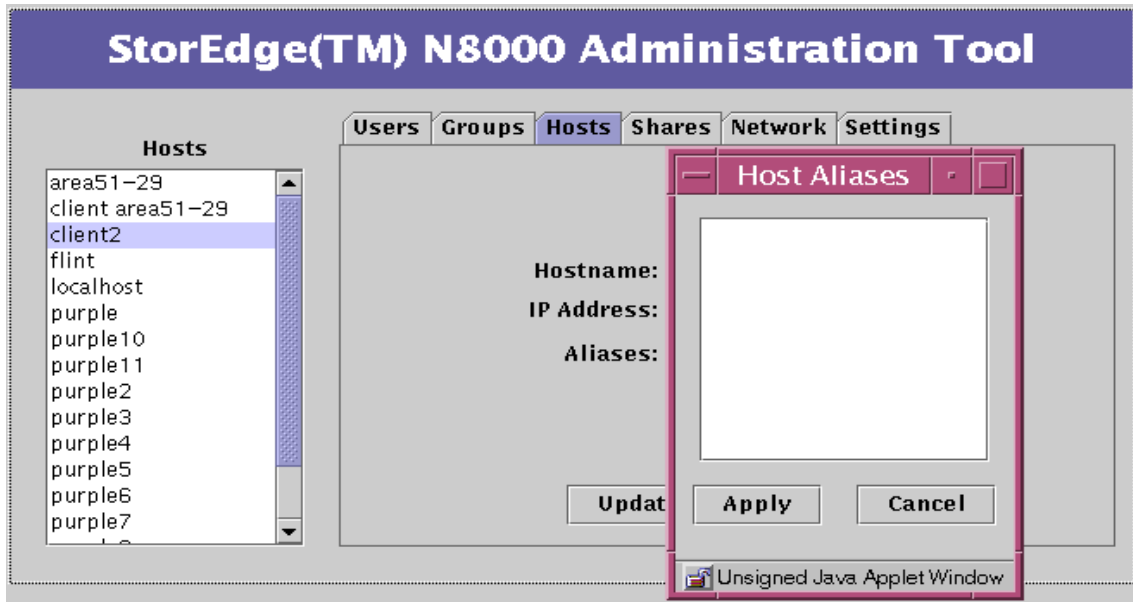 StorEdge(TM) N8000 Administration Tool
Users Groups Hosts Shares Network Settings
Hosts
area51-29
client area51-29
client2
flint
localhost
purple
purple10
purple11
purple2
purple3
purple4
purple5
purple6
purple7
Hostname:
IP Address:
Aliases:
Updat
Host Aliases
Apply Cancel
Unsigned Java Applet Window